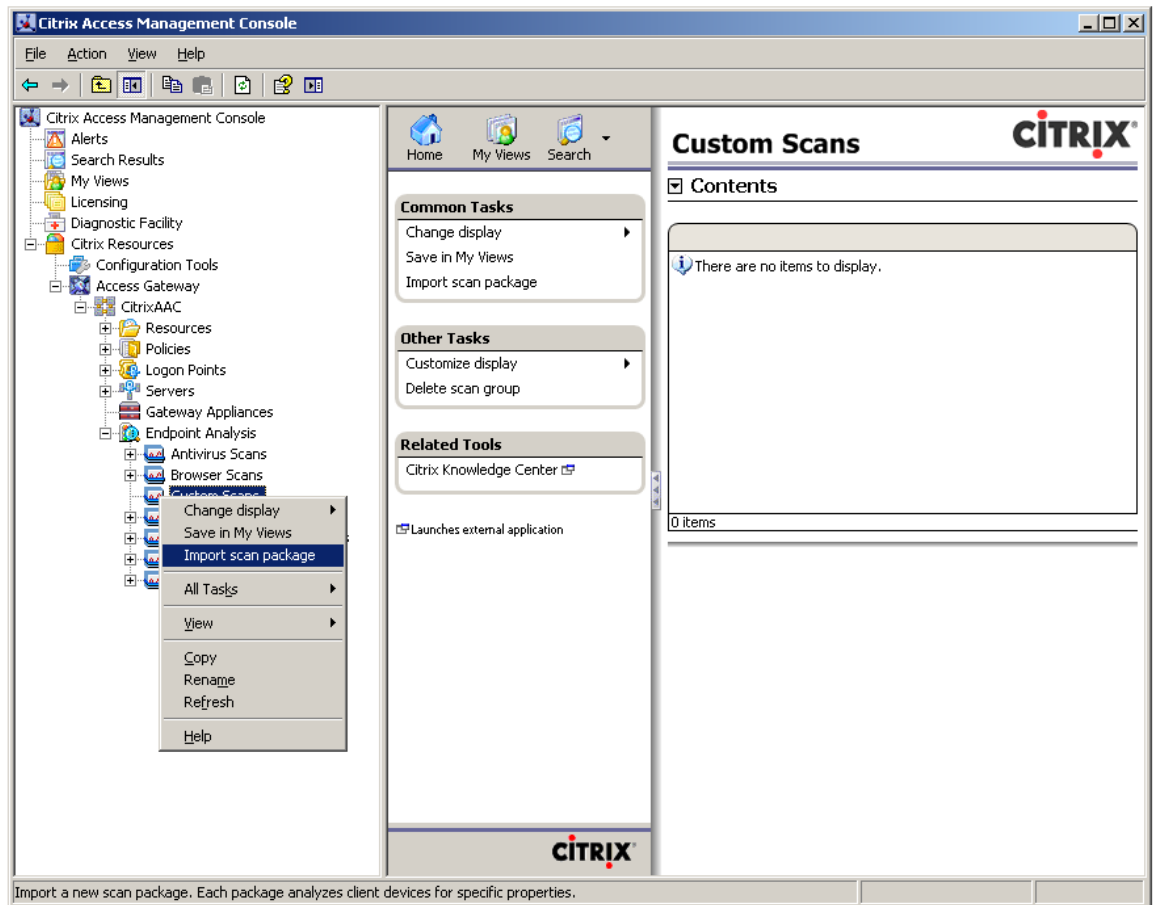 Citrix Access Management Console
File Action View Help
Citrix Access Management Console
Alerts
Search Results
My Views
Licensing
Diagnostic Facility
Citrix Resources
Configuration Tools
Access Gateway
CitrixAAC
Resources
Policies
Logon Points
Servers
Gateway Appliances
Endpoint Analysis
Antivirus Scans
Browser Scans
Custom Scans
Change display
Save in My Views
Import scan package
All Tasks
View
Copy
Rename
Refresh
Help
Home My Views Search
Common Tasks
Change display
Save in My Views
Import scan package
Other Tasks
Customize display
Delete scan group
Related Tools
Citrix Knowledge Center
Launches external application
CITRIX
Custom Scans
CITRIX
Contents
There are no items to display.
0 items
Import a new scan package. Each package analyzes client devices for specific properties.